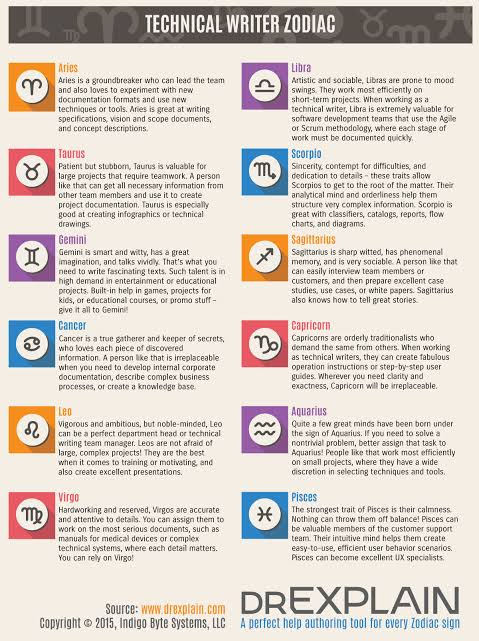 TECHNICAL WRITER ZODIAC
Aries
Aries is a groundbreaker who can lead the team
and also loves to experiment with new
documentation formats and use new
techniques or tools. Aries is great at writing
specifications, vision and scope documents,
and concept descriptions.
Taurus
Patient but stubborn, Taurus is valuable for
large projects that require teamwork. A person
like that can get all necessary information from
other team members and use it to create
project documentation. Taurus is especially
good at creating infographics or technical
drawings.
Gemini
Gemini is smart and witty, has a great
imagination, and talks vividly. That's what you
need to write fascinating texts. Such talent is in
high demand in entertainment or educational
projects. Built-in help in games, projects for
kids, or educational courses, or promo stuff –
give it all to Gemini!
Cancer
Cancer is a true gatherer and keeper of secrets,
who loves each piece of discovered
information. A person like that is irreplaceable
when you need to develop internal corporate
documentation, describe complex business
processes, or create a knowledge base.
Leo
Vigorous and ambitious, but noble-minded, Leo
can be a perfect department head or technical
writing team manager. Leos are not afraid of
large, complex projects! They are the best
when it comes to training or motivating, and
also create excellent presentations.
Virgo
Hardworking and reserved, Virgos are accurate
and attentive to details. You can assign them to
work on the most serious documents, such as
manuals for medical devices or complex
technical systems, where each detail matters.
You can rely on Virgo!
Libra
Artistic and sociable, Libras are prone to mood
swings. They work most efficiently on
short-term projects. When working as a
technical writer, Libra is extremely valuable for
software development teams that use the Agile
or Scrum methodology, where each stage of
work must be documented quickly.
Scorpio
Sincerity, contempt for difficulties, and
dedication to details – these traits allow
Scorpios to get to the root of the matter. Their
analytical mind and orderliness help them
structure very complex information. Scorpio is
great with classifiers, catalogs, reports, flow
charts, and diagrams.
Sagittarius
Sagittarius is sharp witted, has phenomenal
memory, and is very sociable. A person like that
can easily interview team members or
customers, and then prepare excellent case
studies, use cases, or white papers. Sagittarius
also knows how to tell great stories.
Capricorn
Capricorns are orderly traditionalists who
demand the same from others. When working
as technical writers, they can create fabulous
operation instructions or step-by-step user
guides. Wherever you need clarity and
exactness, Capricorn will be irreplaceable.
Aquarius
Quite a few great minds have been born under
the sign of Aquarius. If you need to solve a
nontrivial problem, better assign that task to
Aquarius! People like that work most efficiently
on small projects, where they have a wide
discretion in selecting techniques and tools.
Pisces
The strongest trait of Pisces is their calmness.
Nothing can throw them off balance! Pisces can
be valuable members of the customer support
team. Their intuitive mind helps them create
easy-to-use, efficient user behavior scenarios.
Pisces can become excellent UX specialists.
Source: www.drexplain.com
Copyright © 2015, Indigo Byte Systems, LLC
DREXPLAIN
A perfect help authoring tool for every Zodiac sign